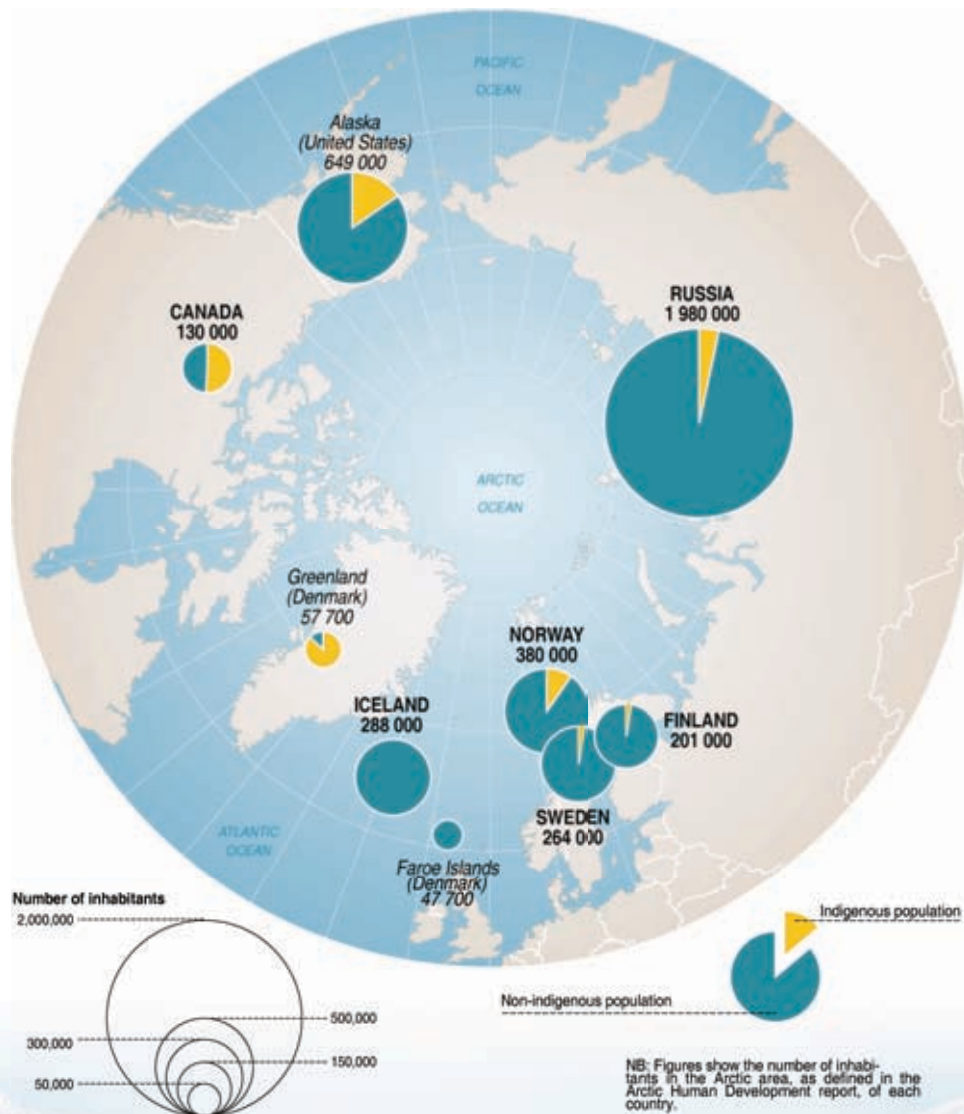 PACIFIC
OCEAN
Alaska
(United States)
649 000
CANADA
130 000
RUSSIA
1 980 000
ARCTIC
OCEAN
Greenland
(Denmark)
57 700
NORWAY
380 000
ICELAND
288 000
FINLAND
201 000
SWEDEN
264 000
ATLANTIC
OCEAN
Faroe Islands
(Denmark)
47 700
Number of inhabitants
2,000,000
500,000
300,000
150,000
50,000
Indigenous population
Non-indigenous population
NB: Figures show the number of inhabi-
tants in the Arctic area, as defined in the
Arctic Human Development report, of each
country.